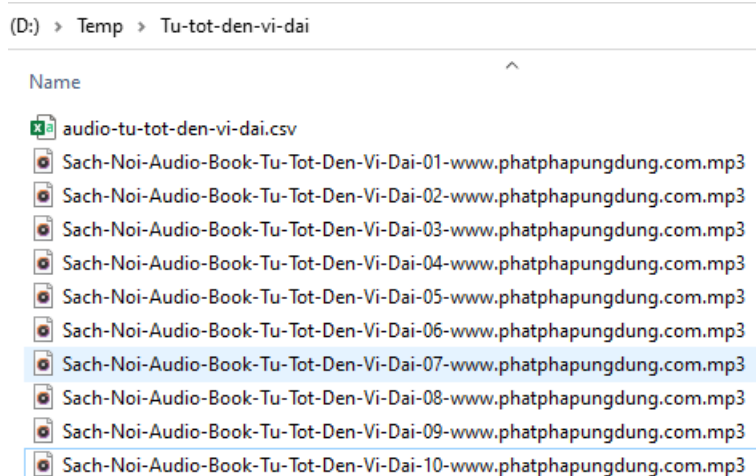 (D:) > Temp > Tu-tot-den-vi-dai
Name
audio-tu-tot-den-vi-dai.csv
Sach-Noi-Audio-Book-Tu-Tot-Den-Vi-Dai-01-www.phatphapungdung.com.mp3
Sach-Noi-Audio-Book-Tu-Tot-Den-Vi-Dai-02-www.phatphapungdung.com.mp3
Sach-Noi-Audio-Book-Tu-Tot-Den-Vi-Dai-03-www.phatphapungdung.com.mp3
Sach-Noi-Audio-Book-Tu-Tot-Den-Vi-Dai-04-www.phatphapungdung.com.mp3
Sach-Noi-Audio-Book-Tu-Tot-Den-Vi-Dai-05-www.phatphapungdung.com.mp3
Sach-Noi-Audio-Book-Tu-Tot-Den-Vi-Dai-06-www.phatphapungdung.com.mp3
Sach-Noi-Audio-Book-Tu-Tot-Den-Vi-Dai-07-www.phatphapungdung.com.mp3
Sach-Noi-Audio-Book-Tu-Tot-Den-Vi-Dai-08-www.phatphapungdung.com.mp3
Sach-Noi-Audio-Book-Tu-Tot-Den-Vi-Dai-09-www.phatphapungdung.com.mp3
Sach-Noi-Audio-Book-Tu-Tot-Den-Vi-Dai-10-www.phatphapungdung.com.mp3